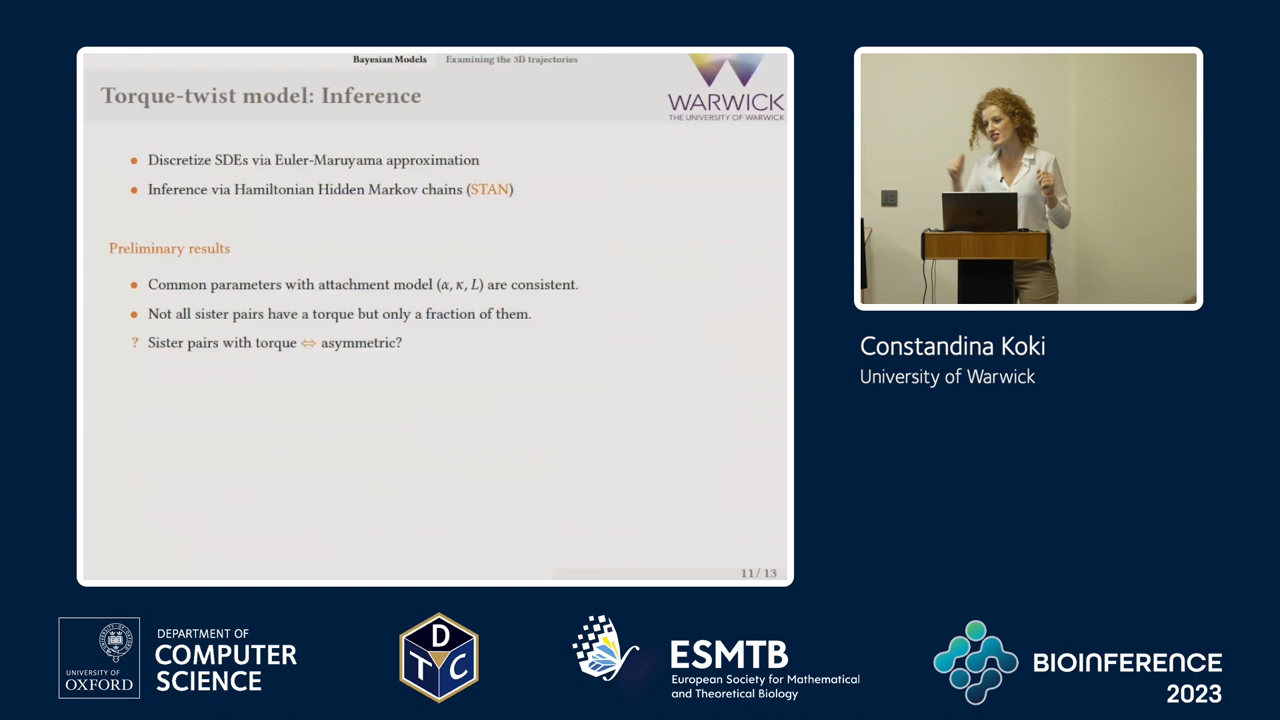 Bayesian Models Examining the 3D trajectories
Torque-twist model: Inference
WARWICK
THE UNIVERSITY OF WARWICK
• Discretize SDEs via Euler-Maruyama approximation
• Inference via Hamiltonian Hidden Markov chains (STAN)
Preliminary results
• Common parameters with attachment model (α, κ, L) are consistent.
• Not all sister pairs have a torque but only a fraction of them.
? Sister pairs with torque ⇔ asymmetric?
11 / 13
Constandina Koki
University of Warwick
UNIVERSITY OF
OXFORD
DEPARTMENT OF
COMPUTER
SCIENCE
D
T C
ESMTB
European Society for Mathematical
and Theoretical Biology
BIOINFERENCE
2023